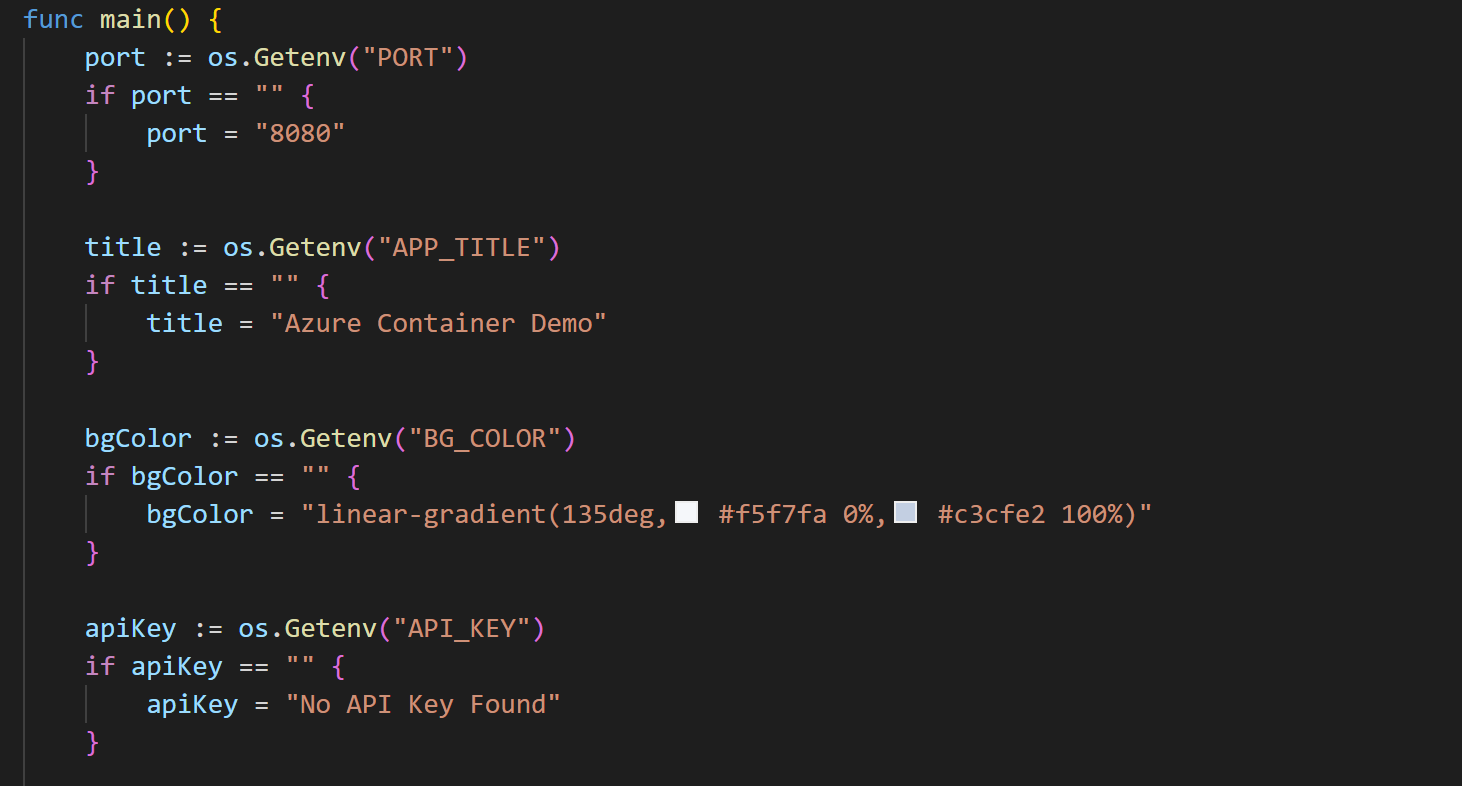 func main() {
    port := os.Getenv("PORT")
    if port == "" {
        port = "8080"
    }
    title := os.Getenv("APP_TITLE")
    if title == "" {
        title = "Azure Container Demo"
    }
    bgColor := os.Getenv("BG_COLOR")
    if bgColor == "" {
        bgColor = "linear-gradient(135deg, #f5f7fa 0%, #c3cfe2 100%)"
    }
    apiKey := os.Getenv("API_KEY")
    if apiKey == "" {
        apiKey = "No API Key Found"
    }